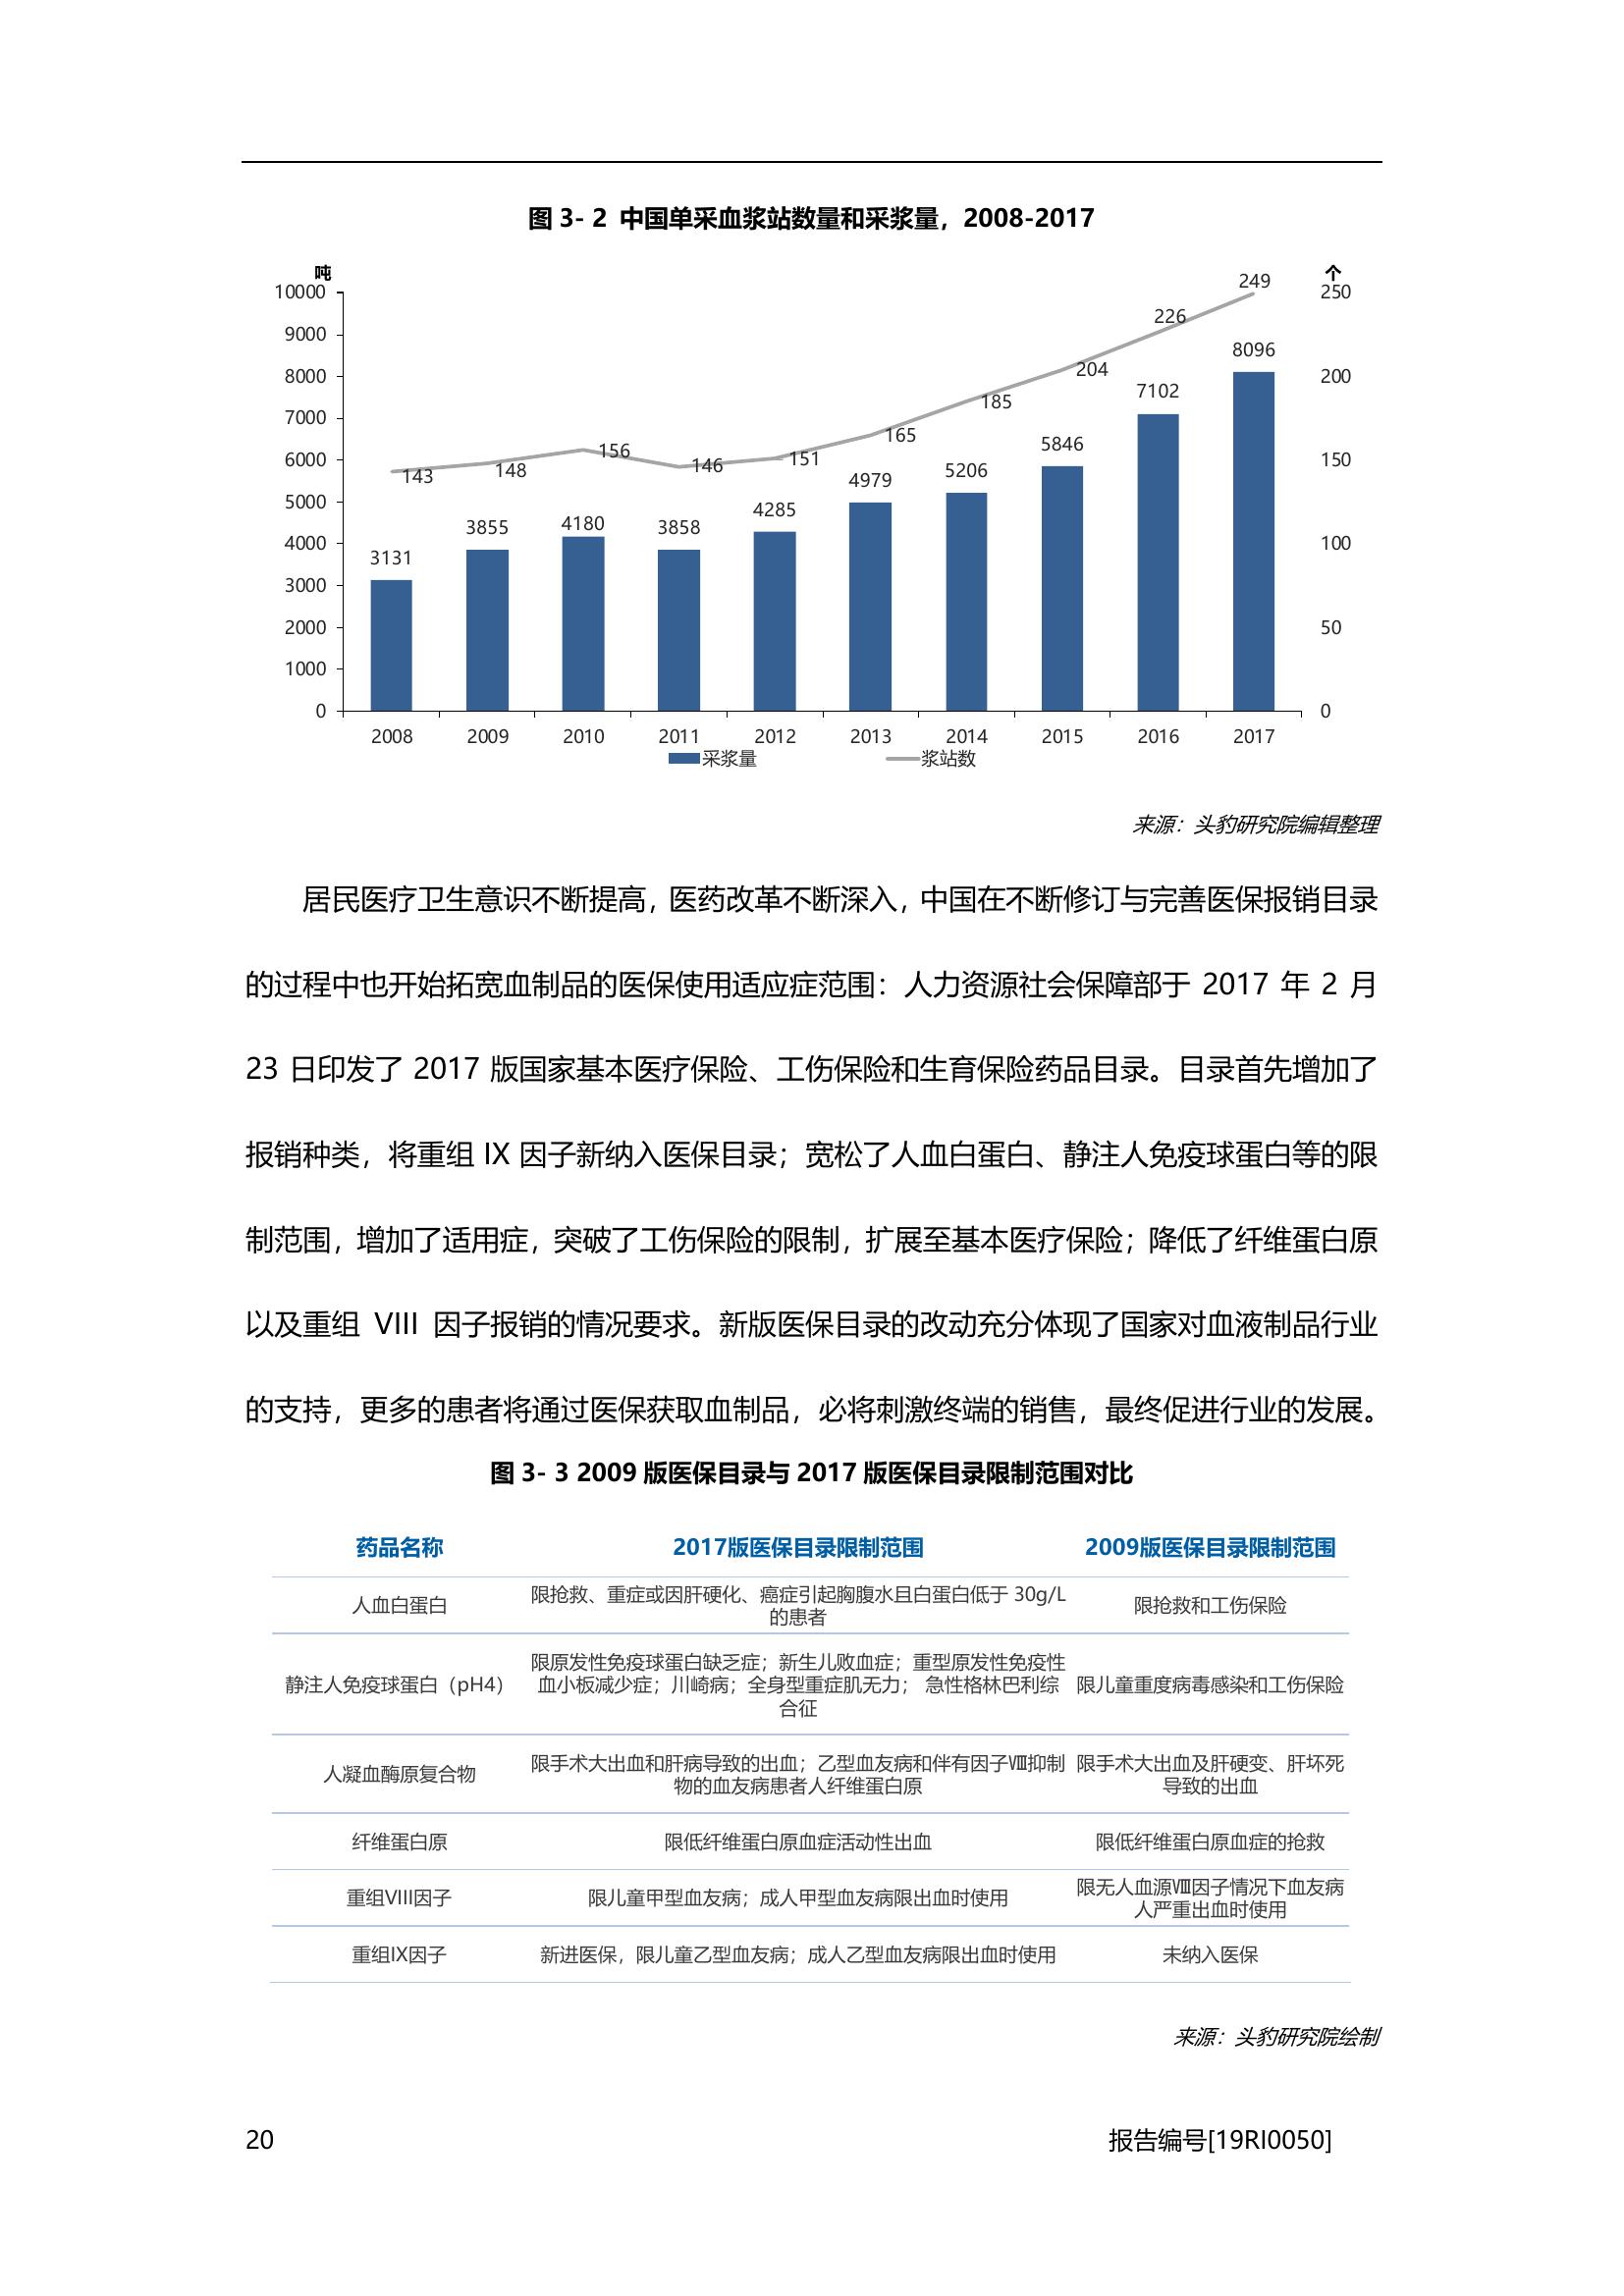 图 3- 2 中国单采血浆站数量和采浆量，2008-2017
吨
个
10000
9000
8000
7000
6000
5000
4000
3000
2000
1000
0
250
200
150
100
50
0
143
148
156
146
151
165
185
204
226
249
3131
3855
4180
3858
4285
4979
5206
5846
7102
8096
2008 2009 2010 2011 2012 2013 2014 2015 2016 2017
采浆量 浆站数
来源：头豹研究院编辑整理
居民医疗卫生意识不断提高，医药改革不断深入，中国在不断修订与完善医保报销目录
的过程中也开始拓宽血制品的医保使用适应症范围：人力资源社会保障部于 2017 年 2 月
23 日印发了 2017 版国家基本医疗保险、工伤保险和生育保险药品目录。目录首先增加了
报销种类，将重组 IX 因子新纳入医保目录；宽松了人血白蛋白、静注人免疫球蛋白等的限
制范围，增加了适用症，突破了工伤保险的限制，扩展至基本医疗保险；降低了纤维蛋白原
以及重组 VIII 因子报销的情况要求。新版医保目录的改动充分体现了国家对血液制品行业
的支持，更多的患者将通过医保获取血制品，必将刺激终端的销售，最终促进行业的发展。
图 3- 3 2009 版医保目录与 2017 版医保目录限制范围对比
药品名称 2017版医保目录限制范围 2009版医保目录限制范围
人血白蛋白
限抢救、重症或因肝硬化、癌症引起胸腹水且白蛋白低于 30g/L
的患者
限抢救和工伤保险
静注人免疫球蛋白（pH4）
限原发性免疫球蛋白缺乏症；新生儿败血症；重型原发性免疫性
血小板减少症；川崎病；全身型重症肌无力； 急性格林巴利综
合征
限儿童重度病毒感染和工伤保险
人凝血酶原复合物
限手术大出血和肝病导致的出血；乙型血友病和伴有因子Ⅷ抑制
物的血友病患者人纤维蛋白原
限手术大出血及肝硬变、肝坏死
导致的出血
纤维蛋白原
限低纤维蛋白原血症活动性出血
限低纤维蛋白原血症的抢救
重组VIII因子
限儿童甲型血友病；成人甲型血友病限出血时使用
限无人血源Ⅷ因子情况下血友病
人严重出血时使用
重组IX因子
新进医保，限儿童乙型血友病；成人乙型血友病限出血时使用
未纳入医保
来源：头豹研究院绘制
20
报告编号[19RI0050]